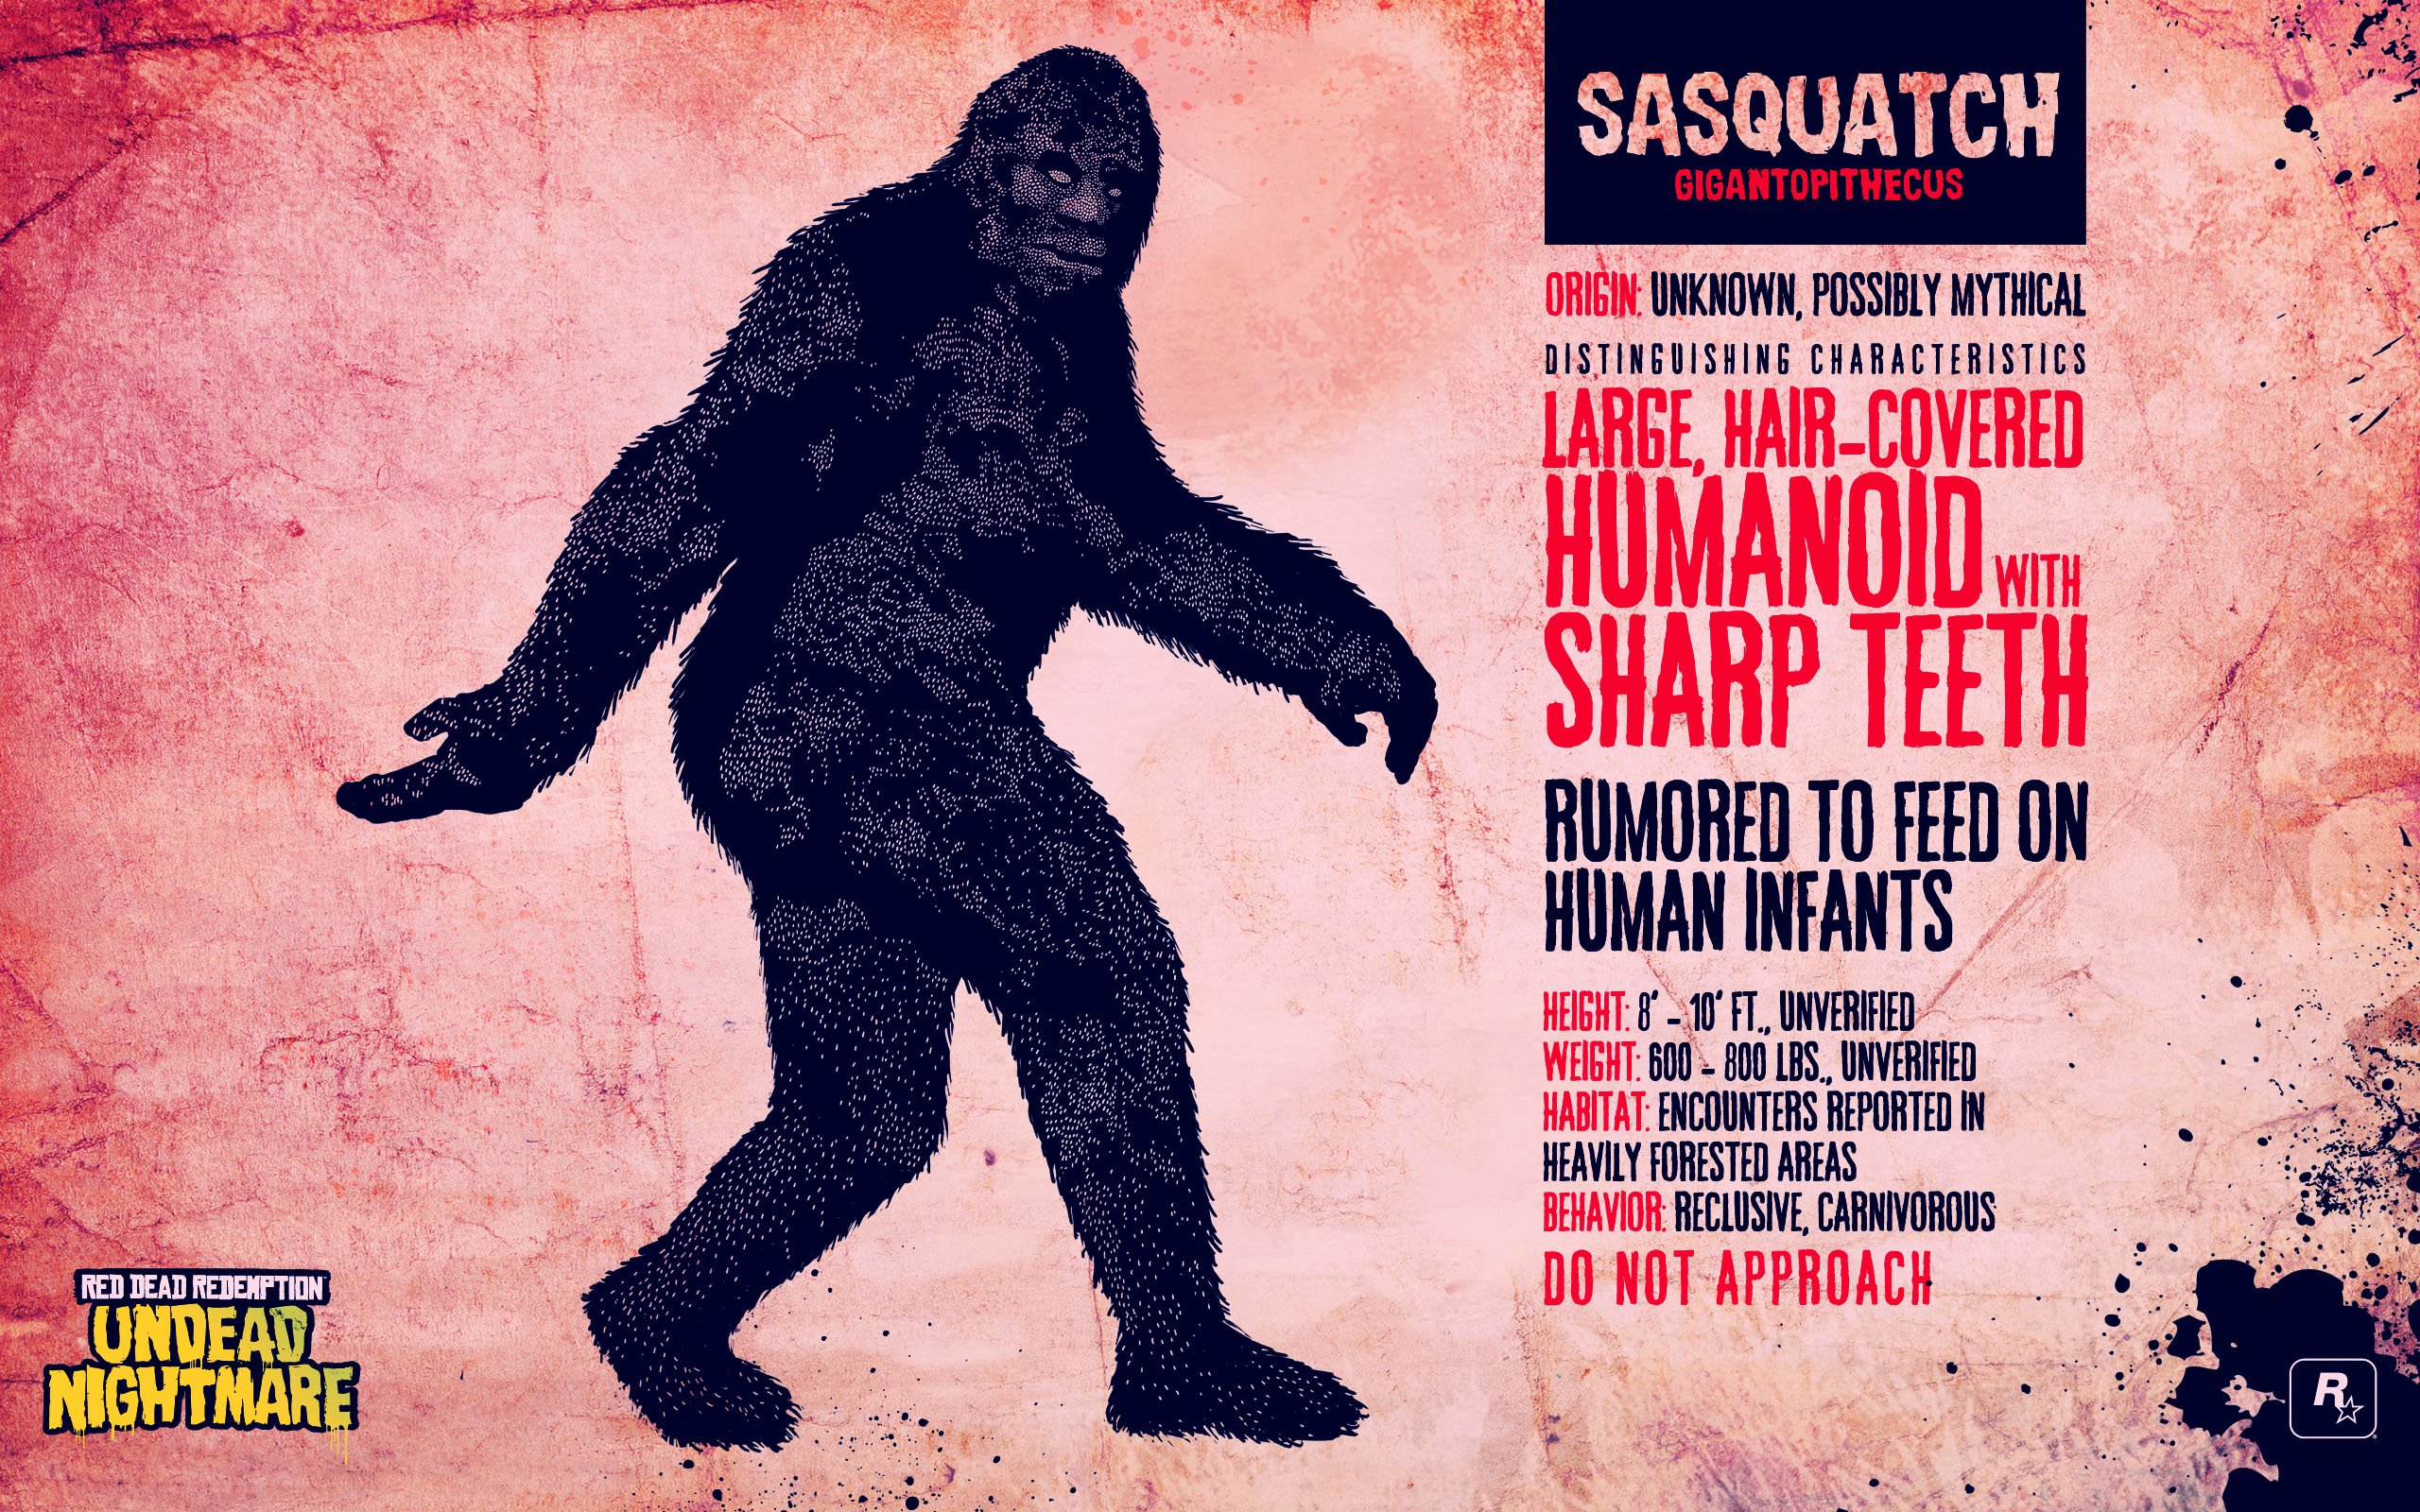 SASQUATCH
GIGANTOPITHECUS
ORIGIN: UNKNOWN, POSSIBLY MYTHICAL
DISTINGUISHING CHARACTERISTICS
LARGE, HAIR-COVERED
HUMANOID WITH
SHARP TEETH
RUMORED TO FEED ON
HUMAN INFANTS
HEIGHT: 8' - 10' FT., UNVERIFIED
WEIGHT: 600 - 800 LBS., UNVERIFIED
HABITAT: ENCOUNTERS REPORTED IN
HEAVILY FORESTED AREAS
BEHAVIOR: RECLUSIVE, CARNIVOROUS
DO NOT APPROACH
RED DEAD REDEMPTION
UNDEAD
NIGHTMARE
R